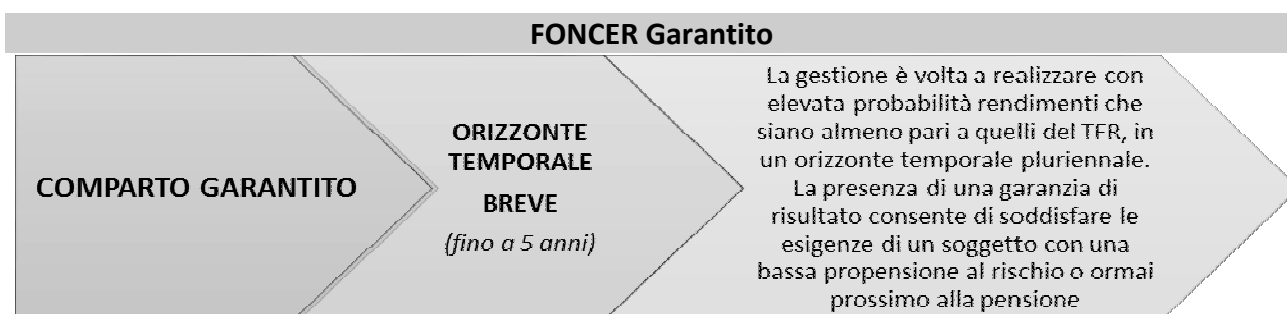 FONCER Garantito
COMPARTO GARANTITO
ORIZZONTE
TEMPORALE
BREVE
(fino a 5 anni)
La gestione è volta a realizzare con
elevata probabilità rendimenti che
siano almeno pari a quelli del TFR, in
un orizzonte temporale pluriennale.
La presenza di una garanzia di
risultato consente di soddisfare le
esigenze di un soggetto con una
bassa propensione al rischio o ormai
prossimo alla pensione